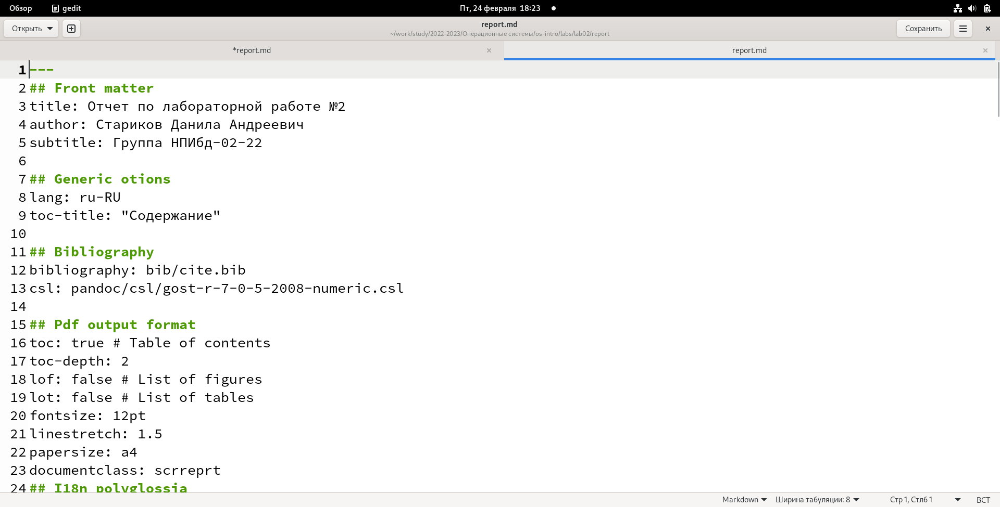 Обзор gedit Пт, 24 февраля 18:23
Открыть report.md Сохранить
~/work/study/2022-2023/Операционные системы/os-intro/labs/lab02/report
*report.md report.md
1 ---
2 ## Front matter
3 title: Отчет по лабораторной работе №2
4 author: Стариков Данила Андреевич
5 subtitle: Группа НПИбд-02-22
6
7 ## Generic otions
8 lang: ru-RU
9 toc-title: "Содержание"
10
11 ## Bibliography
12 bibliography: bib/cite.bib
13 csl: pandoc/csl/gost-r-7-0-5-2008-numeric.csl
14
15 ## Pdf output format
16 toc: true # Table of contents
17 toc-depth: 2
18 lof: false # List of figures
19 lot: false # List of tables
20 fontsize: 12pt
21 linestretch: 1.5
22 papersize: a4
23 documentclass: scrreprt
24 ## I18n polyglossia
Markdown Ширина табуляции: 8 Стр 1, Стлб 1 ВСТ